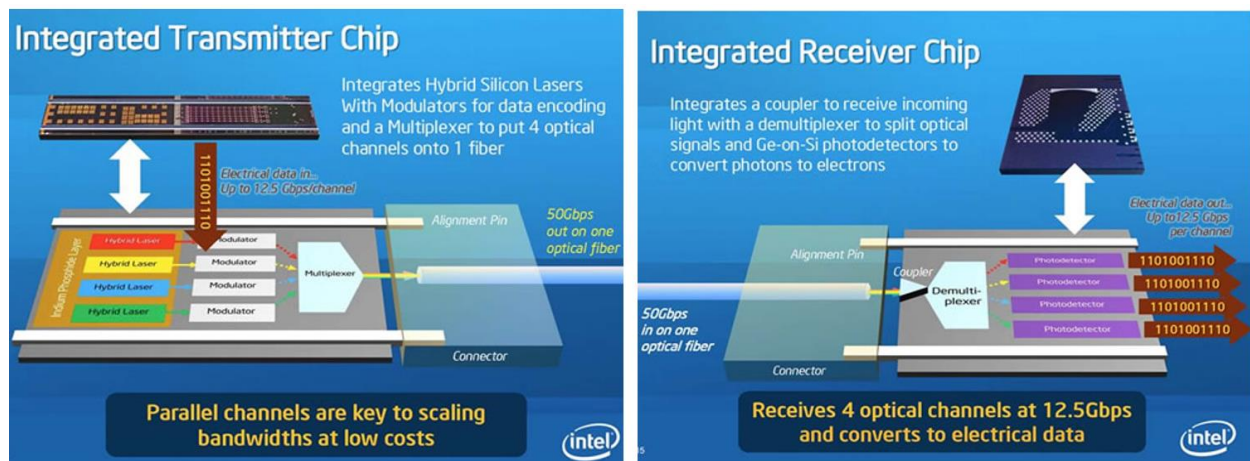 Integrated Transmitter Chip
Integrates Hybrid Silicon Lasers
With Modulators for data encoding
and a Multiplexer to put 4 optical
channels onto 1 fiber
1101001110
Electrical data in...
Up to 12.5 Gbps/channel
Alignment Pin
50Gbps
out on one
optical fiber
Indium Phosphide Layer
Hybrid Laser
Modulator
Hybrid Laser
Modulator
Hybrid Laser
Modulator
Hybrid Laser
Modulator
Multiplexer
Connector
Parallel channels are key to scaling
bandwidths at low costs
intel
Integrated Receiver Chip
Integrates a coupler to receive incoming
light with a demultiplexer to split optical
signals and Ge-on-Si photodetectors to
convert photons to electrons
Electrical data out...
Up to12.5 Gbps
per channel
Alignment Pin
Coupler
Demulti-
plexer
Photodetector
1101001110
Photodetector
1101001110
Photodetector
1101001110
Photodetector
1101001110
50Gbps
in on one
optical fiber
Connector
Receives 4 optical channels at 12.5Gbps
and converts to electrical data
intel